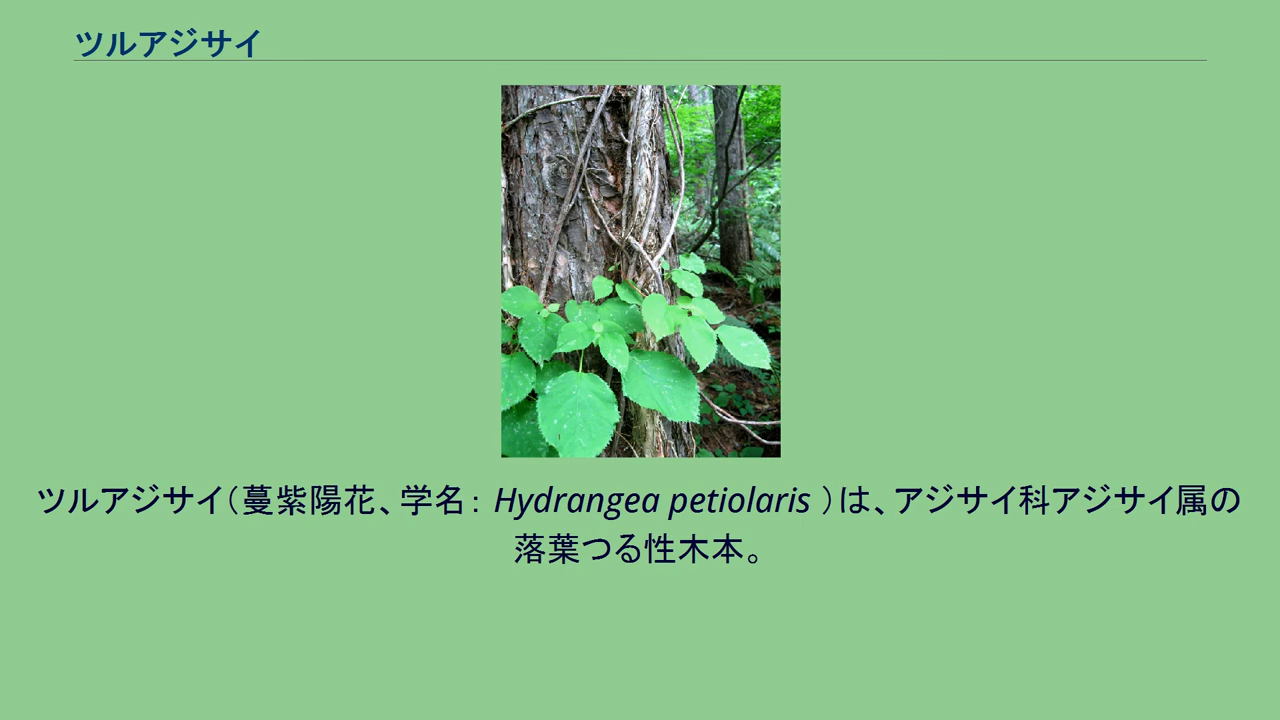 ツルアジサイ
ツルアジサイ（蔓紫陽花、学名： Hydrangea petiolaris ）は、アジサイ科アジサイ属の
落葉つる性木本。